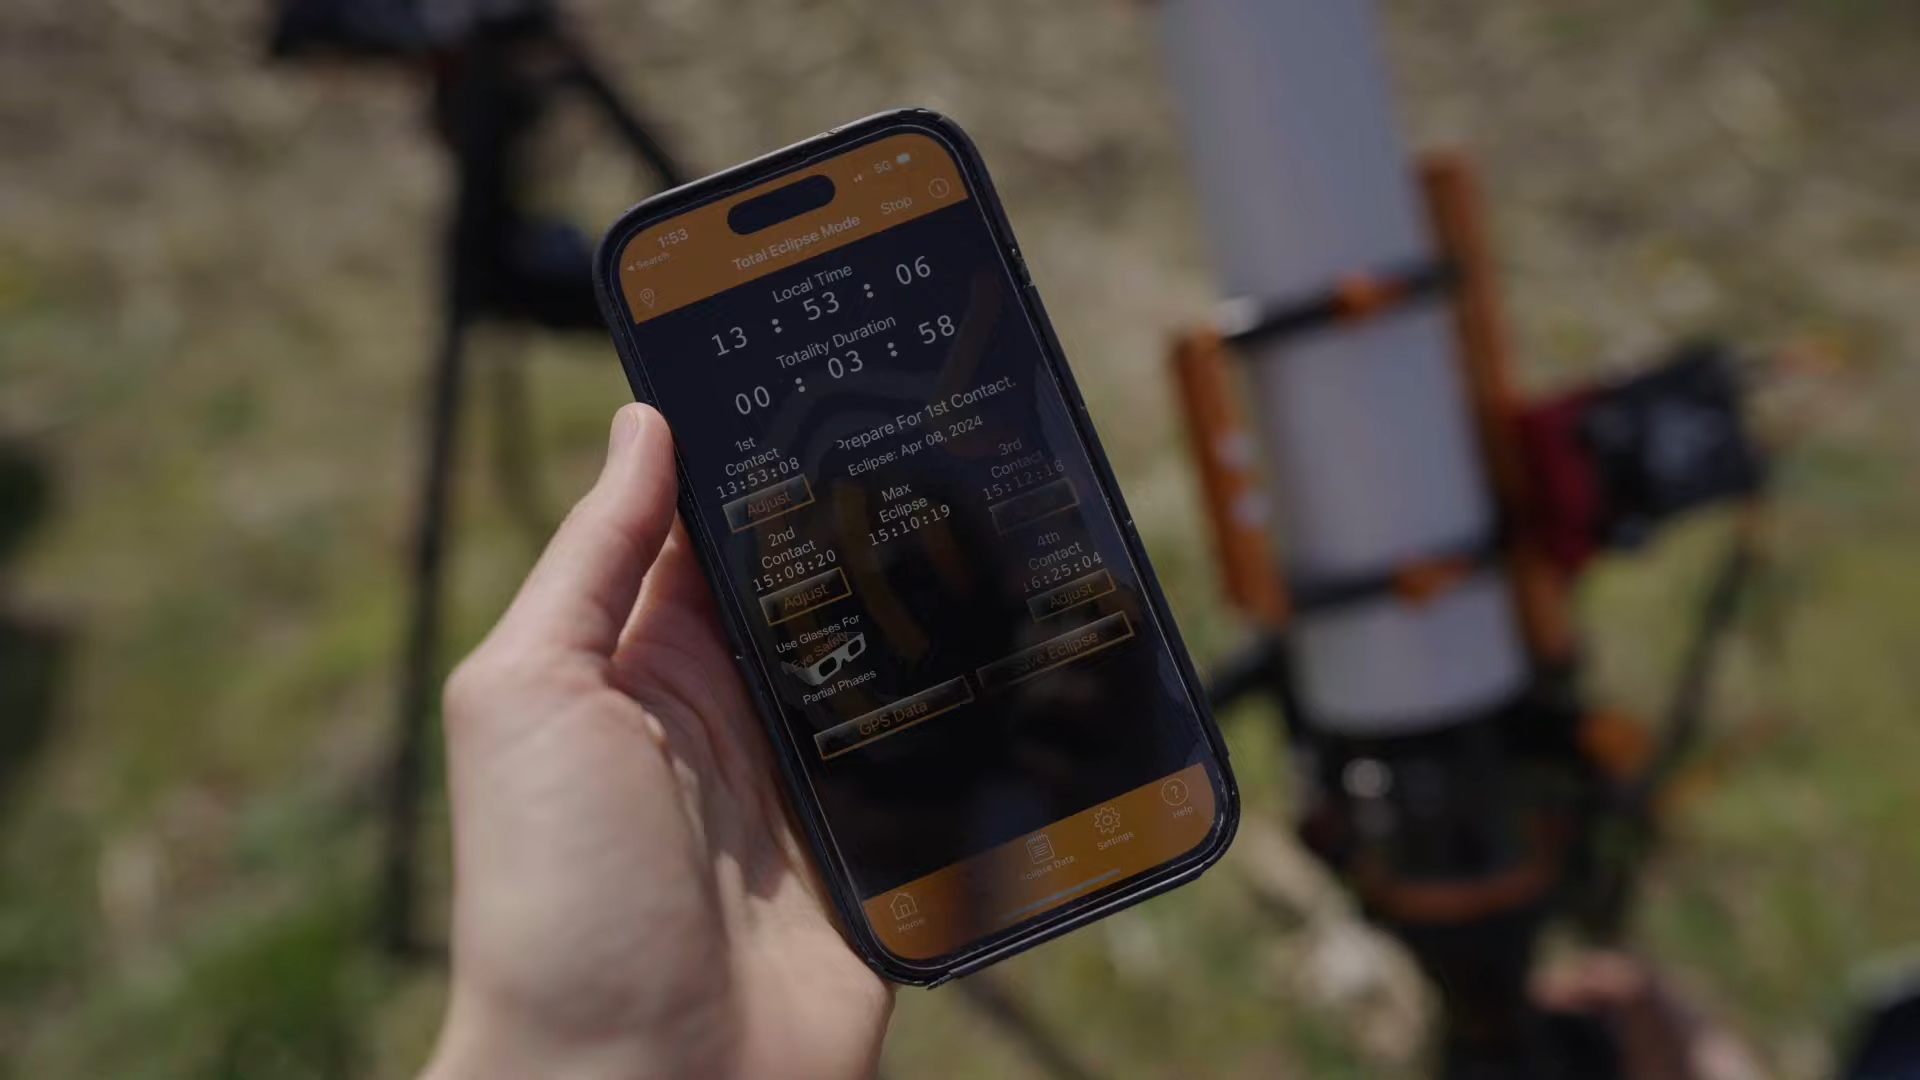 1:53
5G
Search
Total Eclipse Mode
Stop
Local Time
13 : 53 : 06
Totality Duration
00 : 03 : 58
Prepare For 1st Contact.
Eclipse: Apr 08, 2024
1st
Contact
13:53:08
Adjust
2nd
Contact
15:08:20
Adjust
Max
Eclipse
15:10:19
3rd
Contact
15:12:18
4th
Contact
16:25:04
Adjust
Use Glasses For
Eye Safety
Partial Phases
GPS Data
Save Eclipse
Home
Eclipse Data
Settings
Help